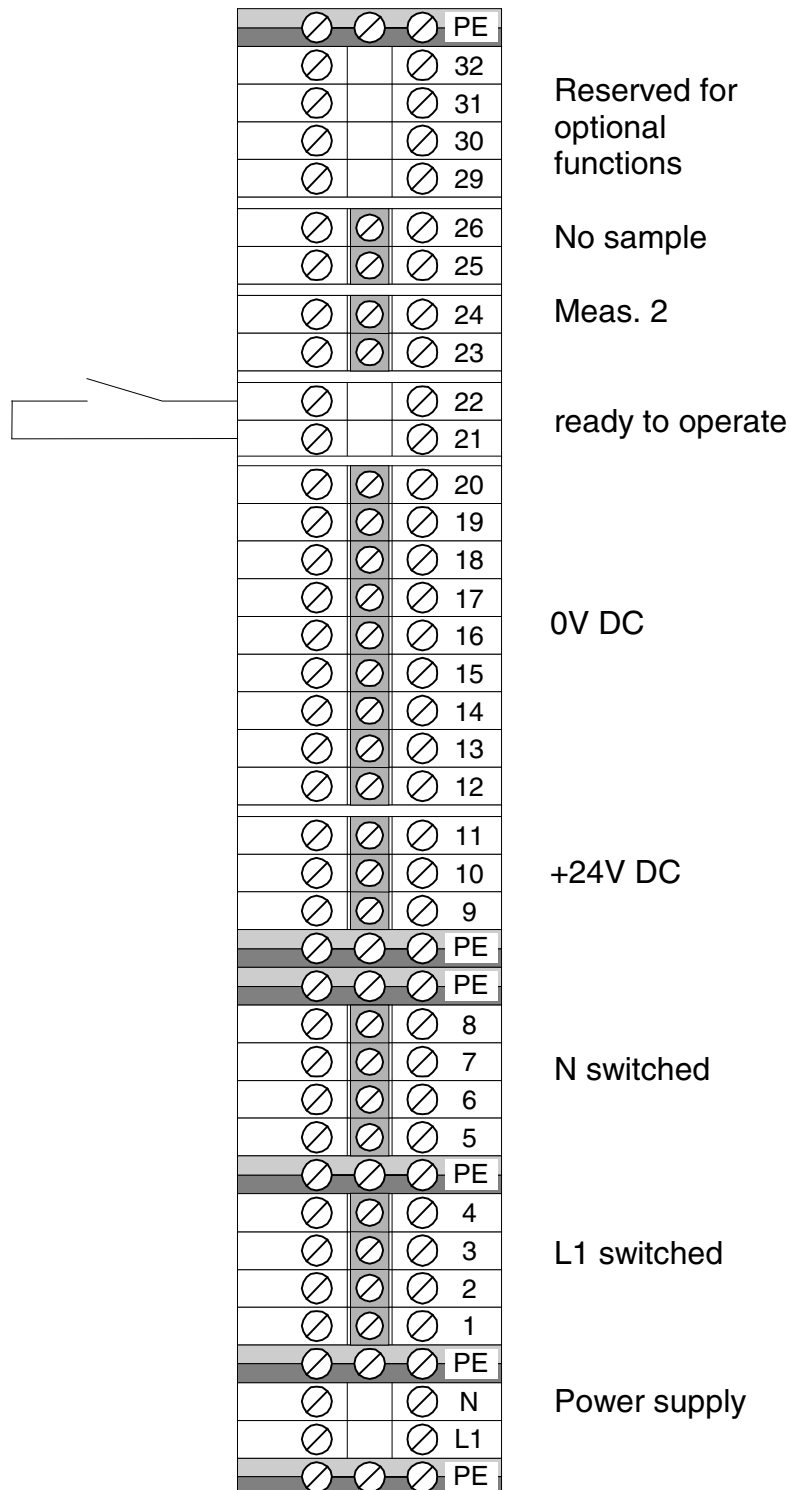 PE
32
31
30
29
Reserved for
optional
functions
26
25
No sample
24
23
Meas. 2
22
21
ready to operate
20
19
18
17
16
15
14
13
12
0V DC
11
10
9
+24V DC
PE
PE
8
7
6
5
N switched
PE
4
3
2
1
L1 switched
PE
N
L1
Power supply
PE